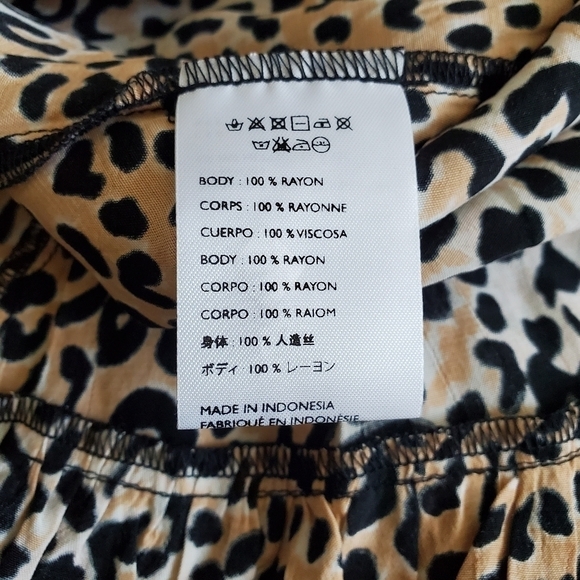 BODY : 100 % RAYON
CORPS : 100 % RAYONNE
CUERPO : 100 % VISCOSA
BODY : 100 % RAYON
CORPO : 100 % RAYON
CORPO : 100 % RAIOM
身体 : 100 % 人造丝
ボディ : 100 % レーヨン
MADE IN INDONESIA
FABRIQUÉ EN INDONÉSIE